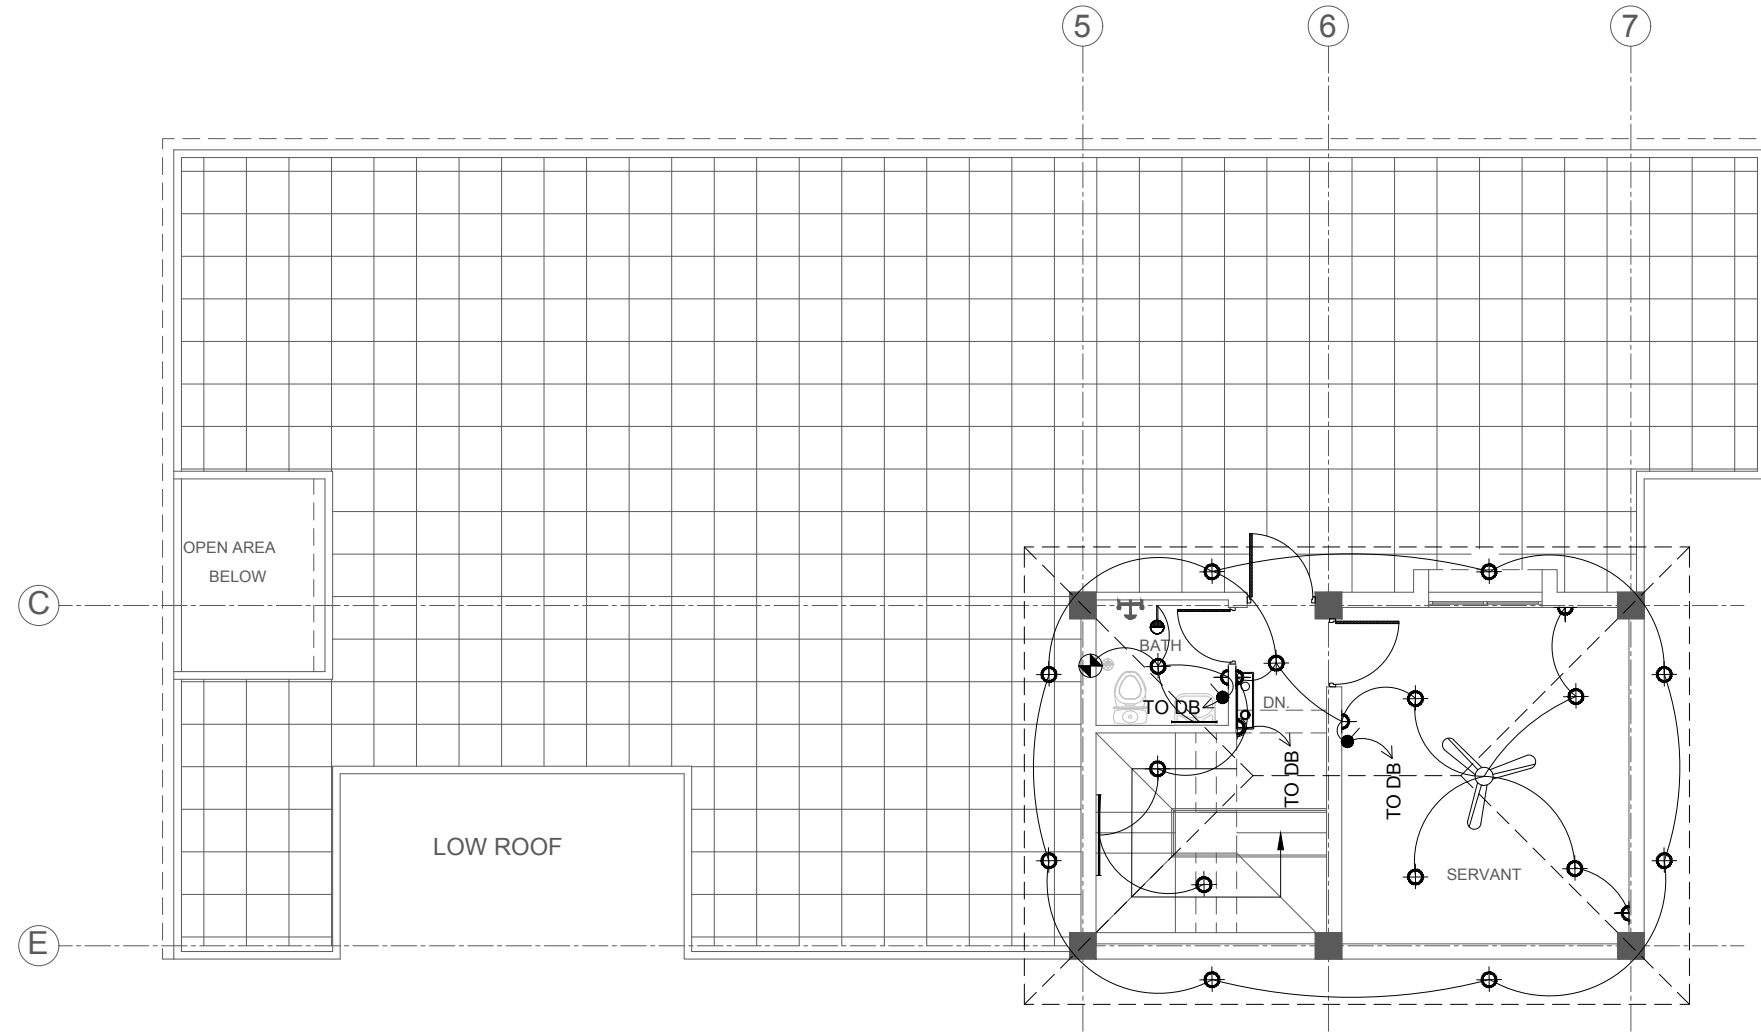 5
6
7
OPEN AREA
BELOW
C
BATH
TO DB
DN.
TO DB
TO DB
LOW ROOF
SERVANT
E